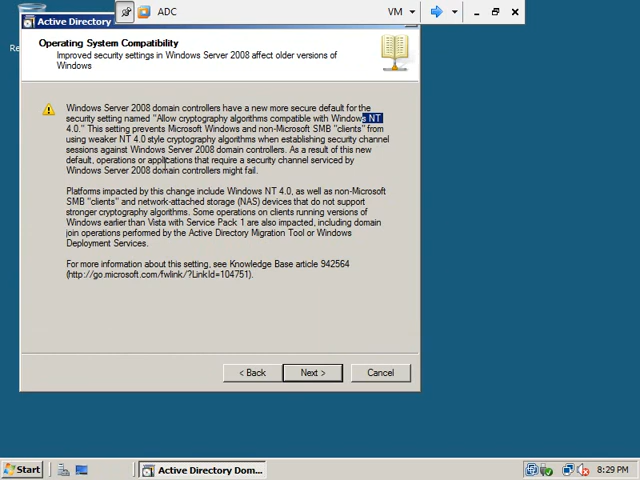 ADC
VM
Re
Active Directory
Operating System Compatibility
Improved security settings in Windows Server 2008 affect older versions of
Windows
Windows Server 2008 domain controllers have a new more secure default for the
security setting named "Allow cryptography algorithms compatible with Windows NT
4.0." This setting prevents Microsoft Windows and non-Microsoft SMB "clients" from
using weaker NT 4.0 style cryptography algorithms when establishing security channel
sessions against Windows Server 2008 domain controllers. As a result of this new
default, operations or applications that require a security channel serviced by
Windows Server 2008 domain controllers might fail.
Platforms impacted by this change include Windows NT 4.0, as well as non-Microsoft
SMB "clients" and network-attached storage (NAS) devices that do not support
stronger cryptography algorithms. Some operations on clients running versions of
Windows earlier than Vista with Service Pack 1 are also impacted, including domain
join operations performed by the Active Directory Migration Tool or Windows
Deployment Services.
For more information about this setting, see Knowledge Base article 942564
(http://go.microsoft.com/fwlink/?LinkId=104751).
< Back
Next >
Cancel
Start
Active Directory Dom...
8:29 PM